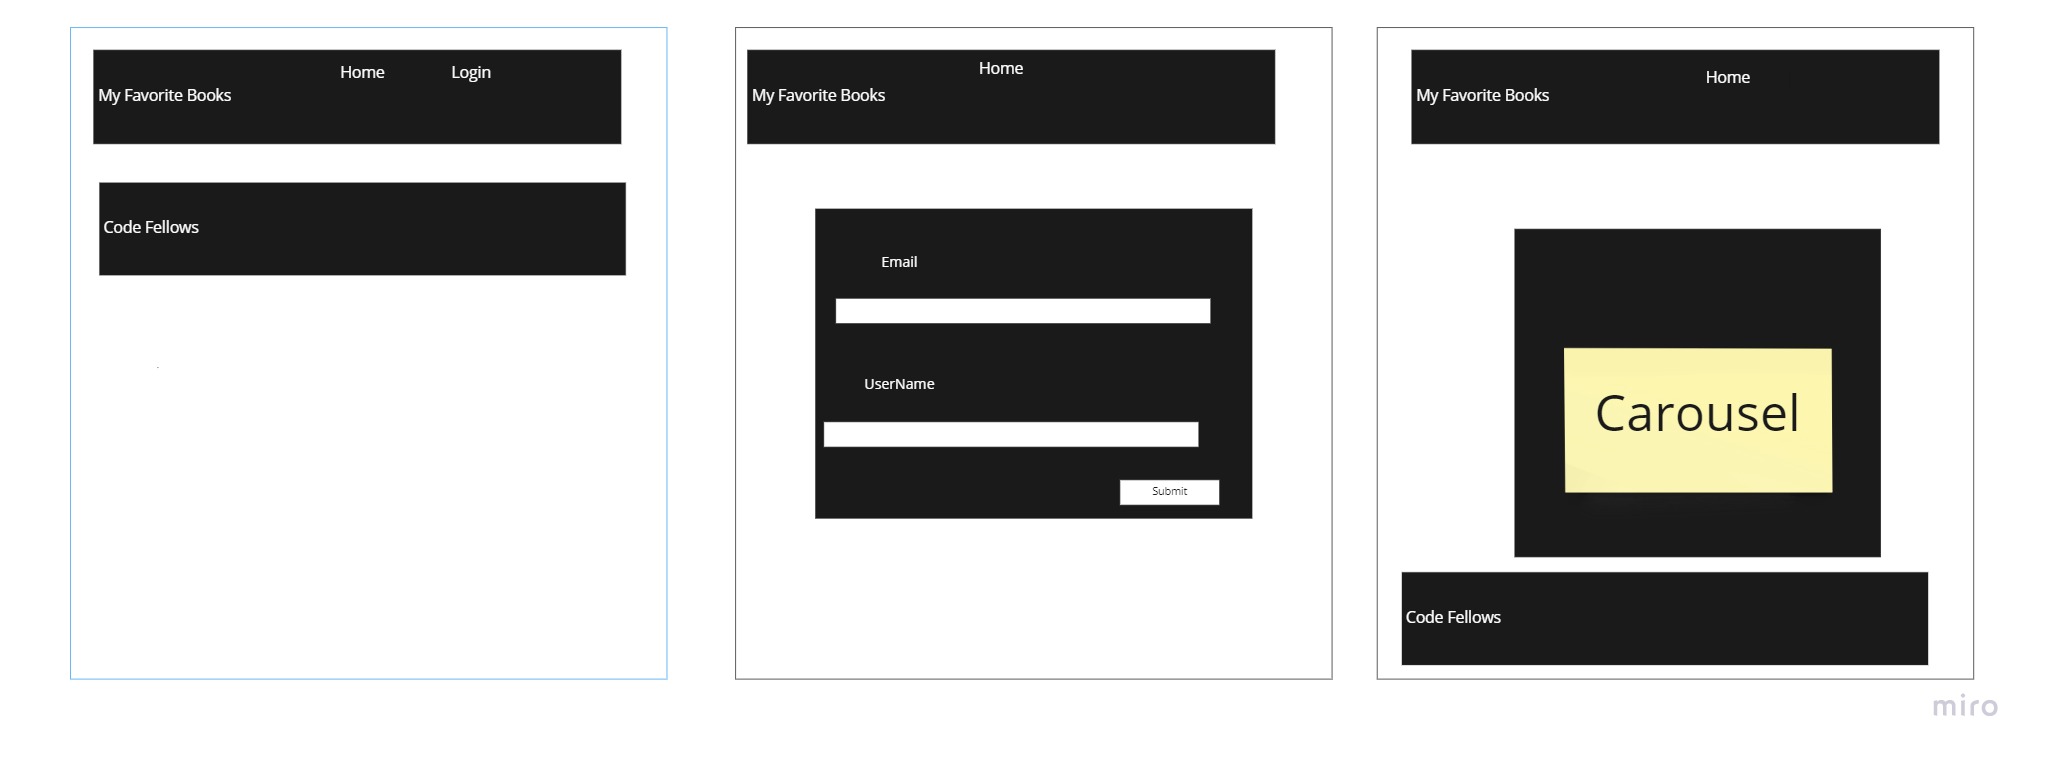 Home Login
My Favorite Books
Code Fellows
Home
My Favorite Books
Email
UserName
Submit
Home
My Favorite Books
Carousel
Code Fellows
miro